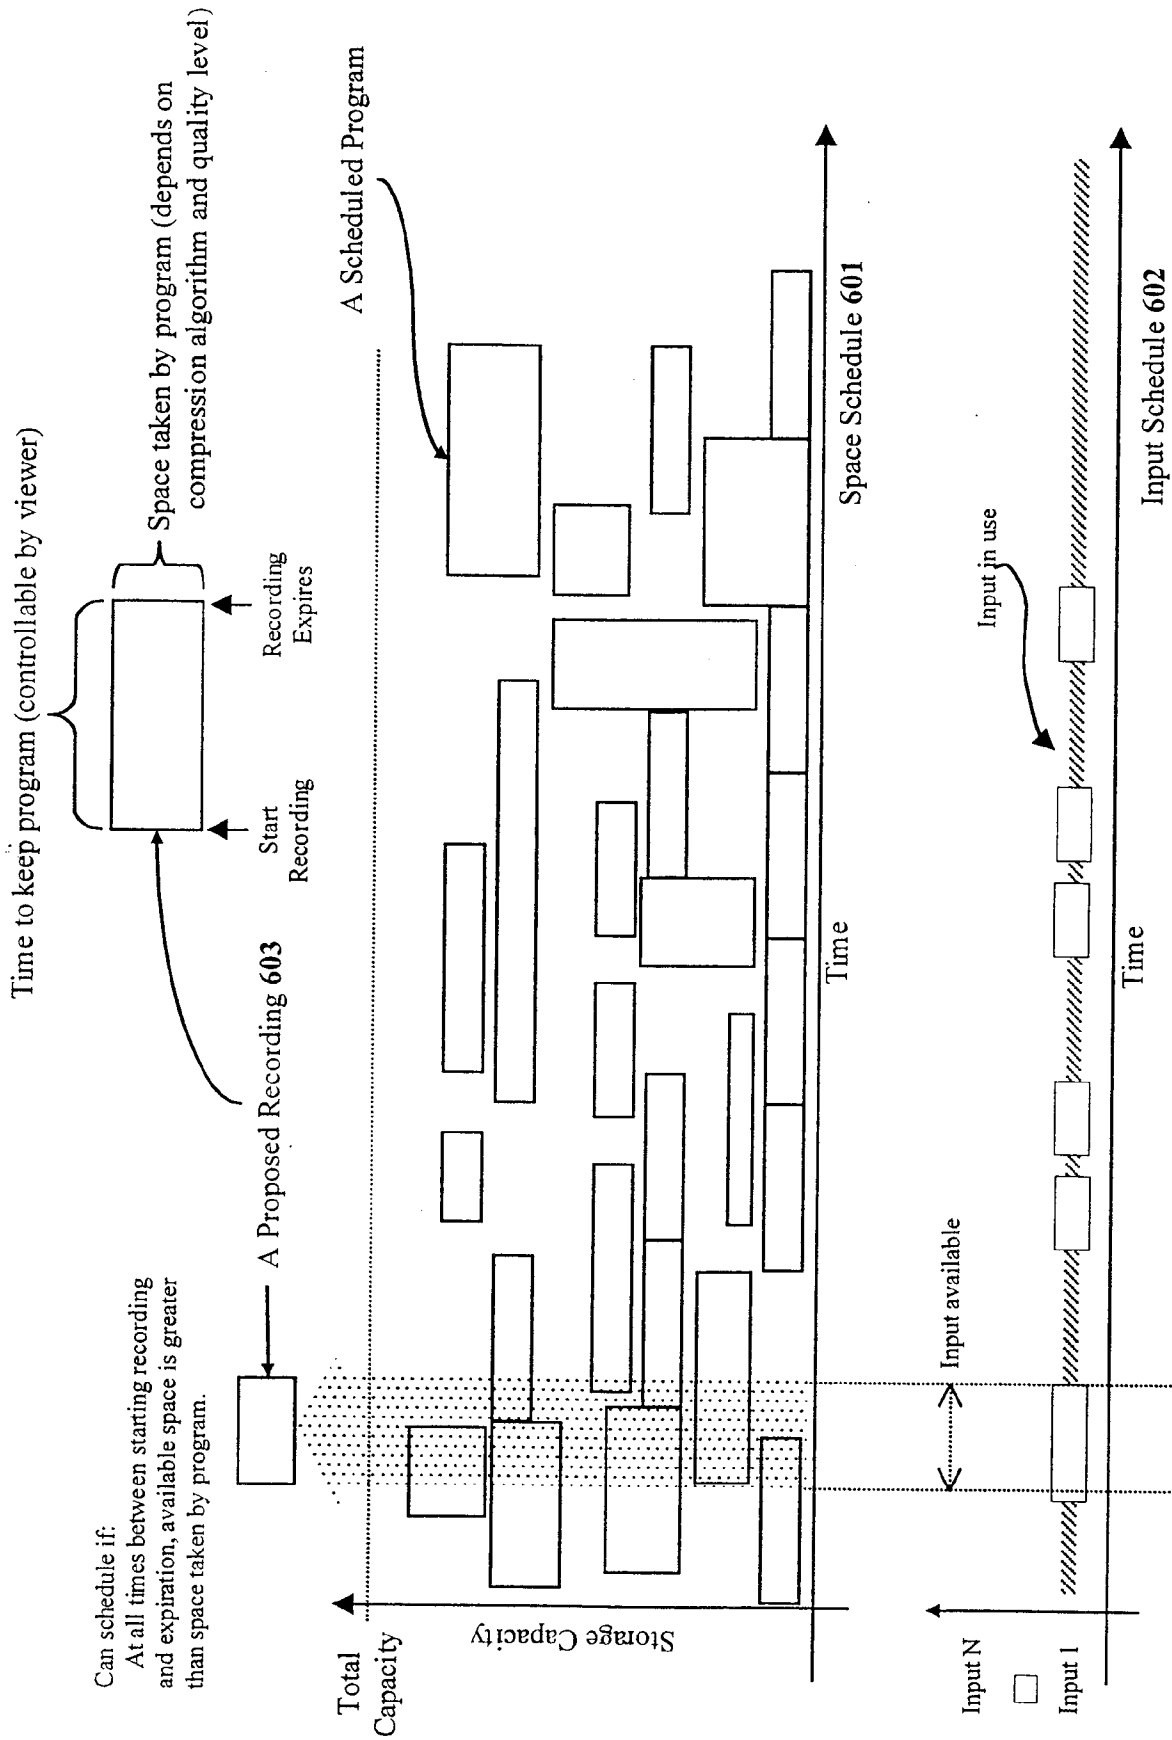 Time to keep program (controllable by viewer)
Space taken by program (depends on
compression algorithm and quality level)
Can schedule if:
At all times between starting recording
and expiration, available space is greater
than space taken by program.
A Proposed Recording 603
Start
Recording
Recording
Expires
A Scheduled Program
Total
Capacity
Storage Capacity
Time
Space Schedule 601
Input available
Input in use
Input N
Input 1
Time
Input Schedule 602